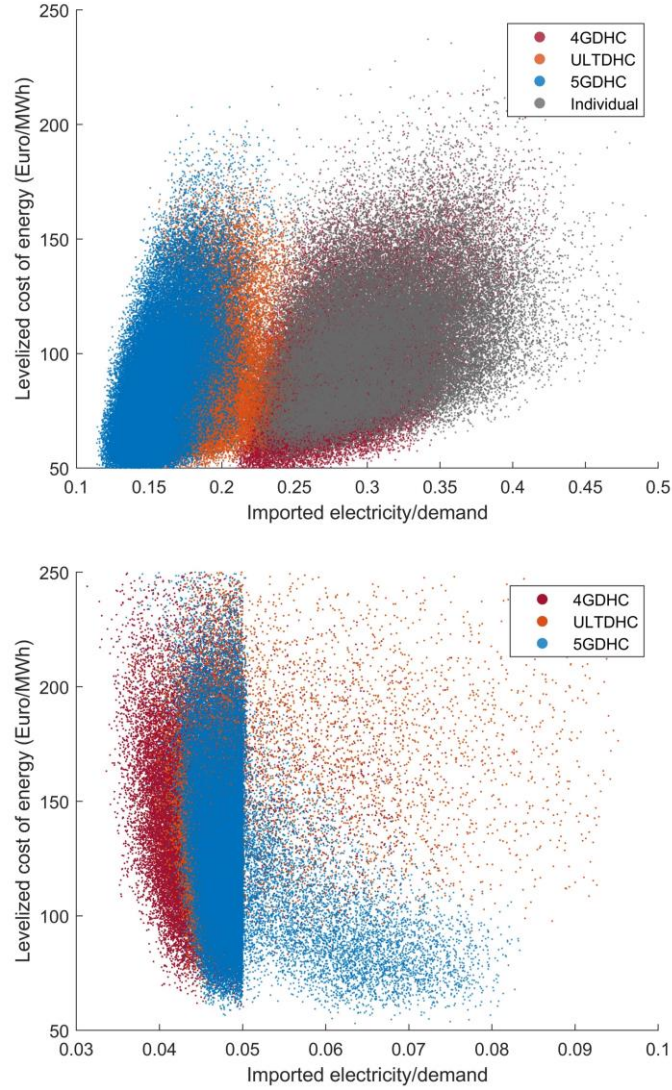 250
200
150
100
50
Levelized cost of energy (Euro/MWh)
4GDHC
ULTDHC
5GDHC
Individual
0.1 0.15 0.2 0.25 0.3 0.35 0.4 0.45 0.5
Imported electricity/demand
250
200
150
100
50
Levelized cost of energy (Euro/MWh)
4GDHC
ULTDHC
5GDHC
0.03 0.04 0.05 0.06 0.07 0.08 0.09 0.1
Imported electricity/demand